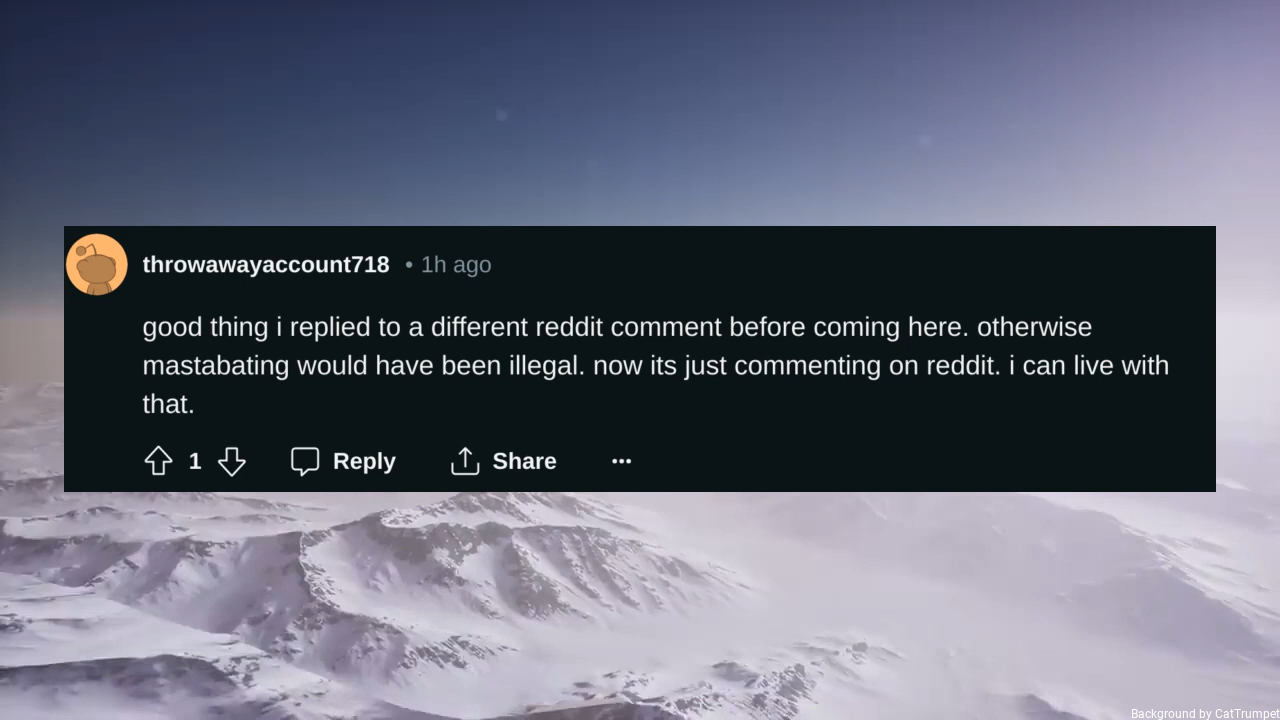 throwawayaccount718 • 1h ago
good thing i replied to a different reddit comment before coming here. otherwise
mastabating would have been illegal. now its just commenting on reddit. i can live with
that.
1 Reply Share ···
Background by CatTrumpet